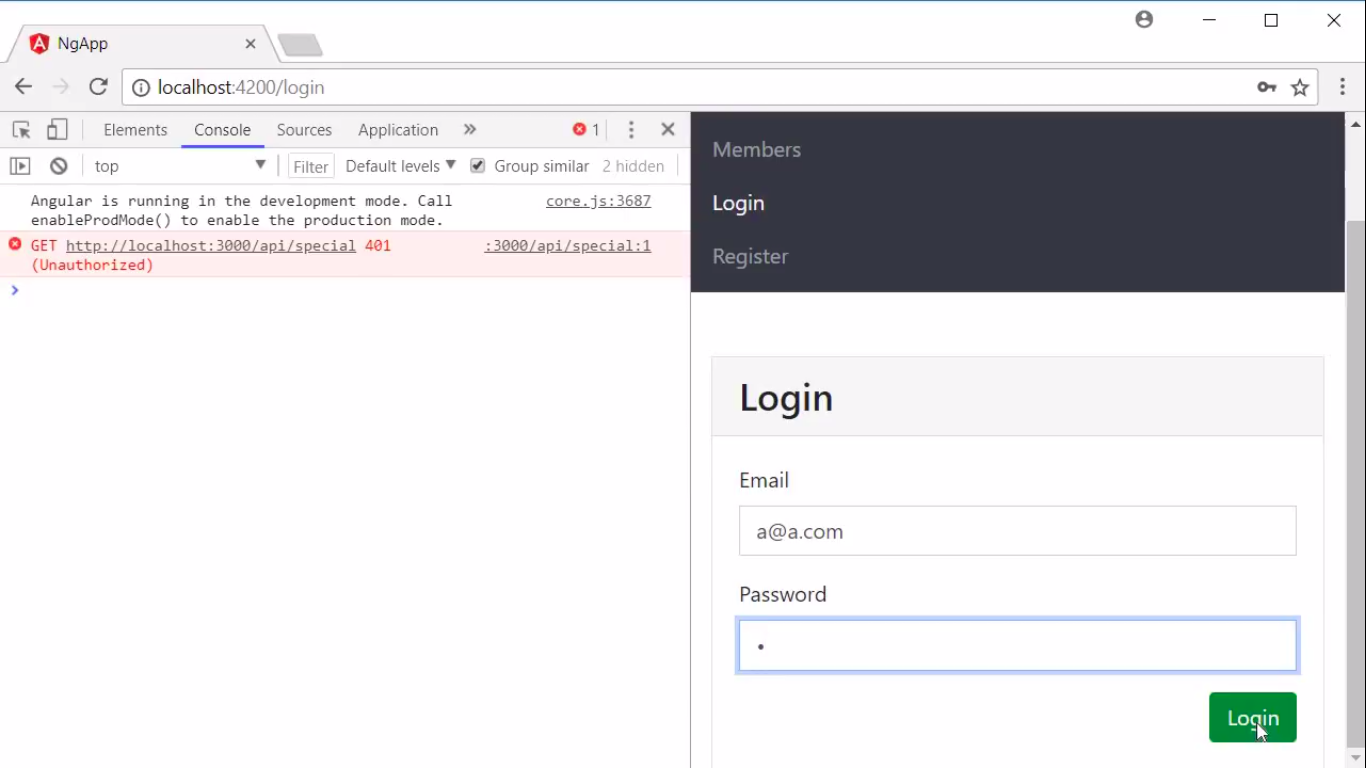 NgApp
localhost:4200/login
Elements Console Sources Application » 1
top Filter Default levels Group similar 2 hidden
Angular is running in the development mode. Call core.js:3687
enableProdMode() to enable the production mode.
GET http://localhost:3000/api/special 401 :3000/api/special:1
(Unauthorized)
>
Members
Login
Register
Login
Email
a@a.com
Password
•
Login